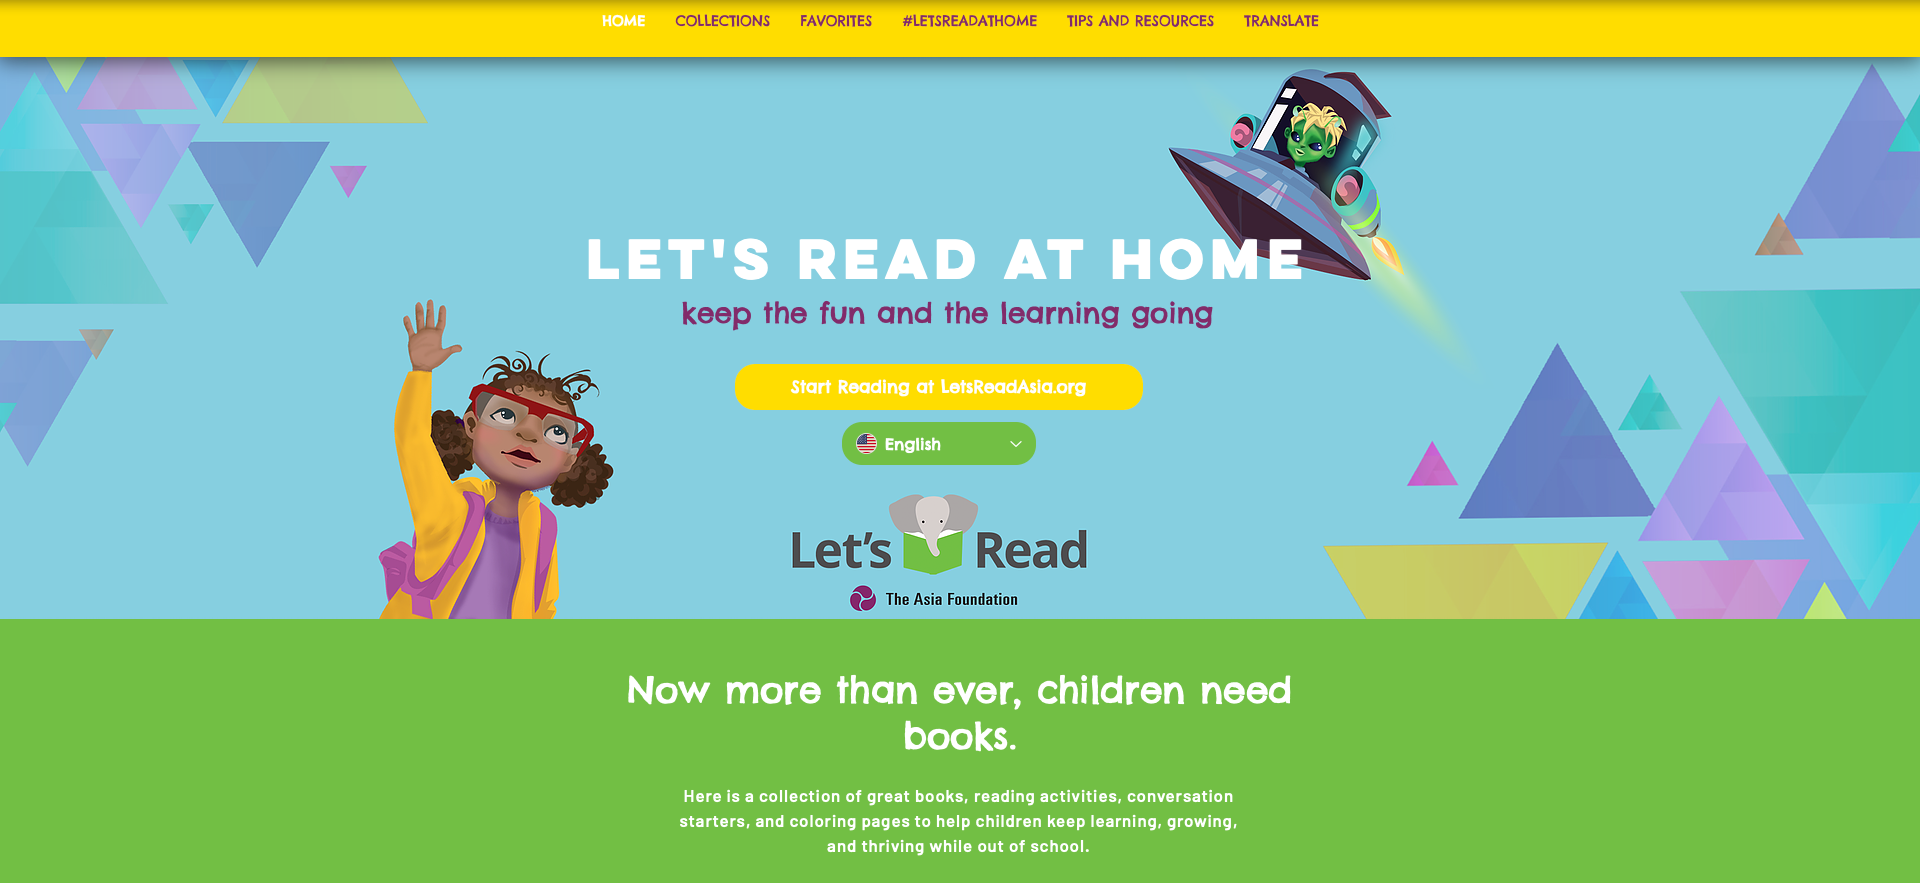 HOME COLLECTIONS FAVORITES #LETSREADATHOME TIPS AND RESOURCES TRANSLATE
LET'S READ AT HOME
keep the fun and the learning going
Start Reading at LetsReadAsia.org
English
Let's Read
The Asia Foundation
Now more than ever, children need
books.
Here is a collection of great books, reading activities, conversation
starters, and coloring pages to help children keep learning, growing,
and thriving while out of school.